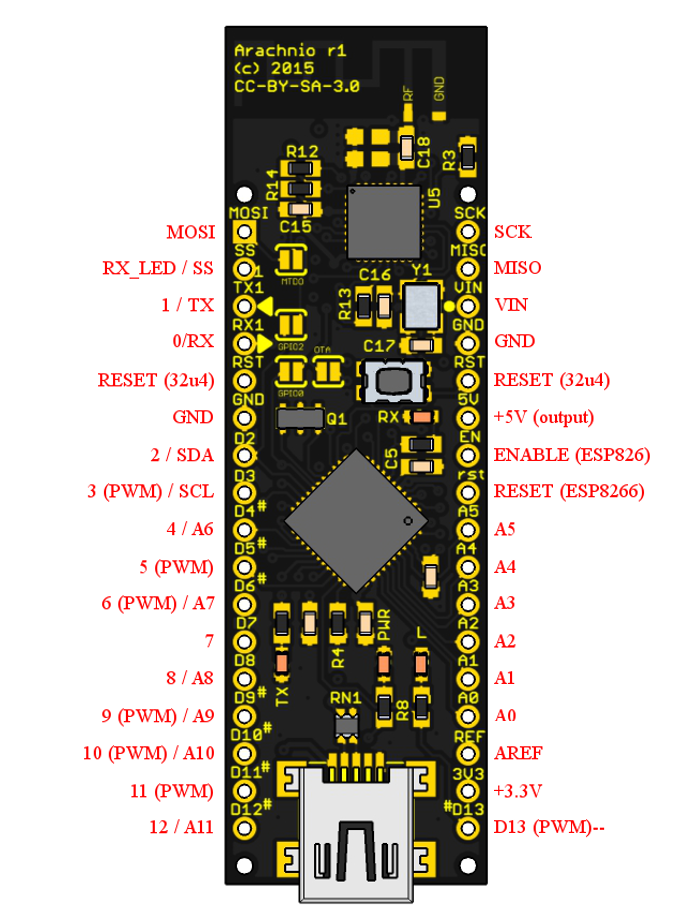 Arachnio r1
(c) 2015
CC-BY-SA-3.0
RF
GND
R12
R14
C15
C18
R3
U5
MOSI
MOSI
SCK
SCK
RX_LED / SS
SS
1
MTDO
C16
Y1
MISO
MISO
1 / TX
TX1
R13
VIN
VIN
0/RX
RX1
GPIO2
C17
GND
GND
RESET (32u4)
RST
GPIO0
OTA
RST
RESET (32u4)
GND
GND
Q1
RX
5V
+5V (output)
2 / SDA
D2
C5
EN
ENABLE (ESP826)
3 (PWM) / SCL
D3
rst
RESET (ESP8266)
4 / A6
D4#
A5
A5
5 (PWM)
D5#
A4
A4
6 (PWM) / A7
D6#
A3
A3
7
D7
R4
PWR
L
A2
A2
8 / A8
D8
TX
A1
A1
9 (PWM) / A9
D9#
RN1
R8
A0
A0
10 (PWM) / A10
D10#
REF
AREF
11 (PWM)
D11#
3V3
+3.3V
12 / A11
D12#
#D13
D13 (PWM)--